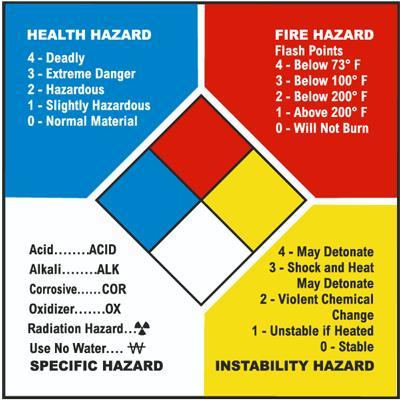 HEALTH HAZARD
4 - Deadly
3 - Extreme Danger
2 - Hazardous
1 - Slightly Hazardous
0 - Normal Material
FIRE HAZARD
Flash Points
4 - Below 73° F
3 - Below 100° F
2 - Below 200° F
1 - Above 200° F
0 - Will Not Burn
Acid........ACID
Alkali.......ALK
Corrosive......COR
Oxidizer.......OX
Radiation Hazard...☢
Use No Water.... W
SPECIFIC HAZARD
4 - May Detonate
3 - Shock and Heat
May Detonate
2 - Violent Chemical
Change
1 - Unstable if Heated
0 - Stable
INSTABILITY HAZARD